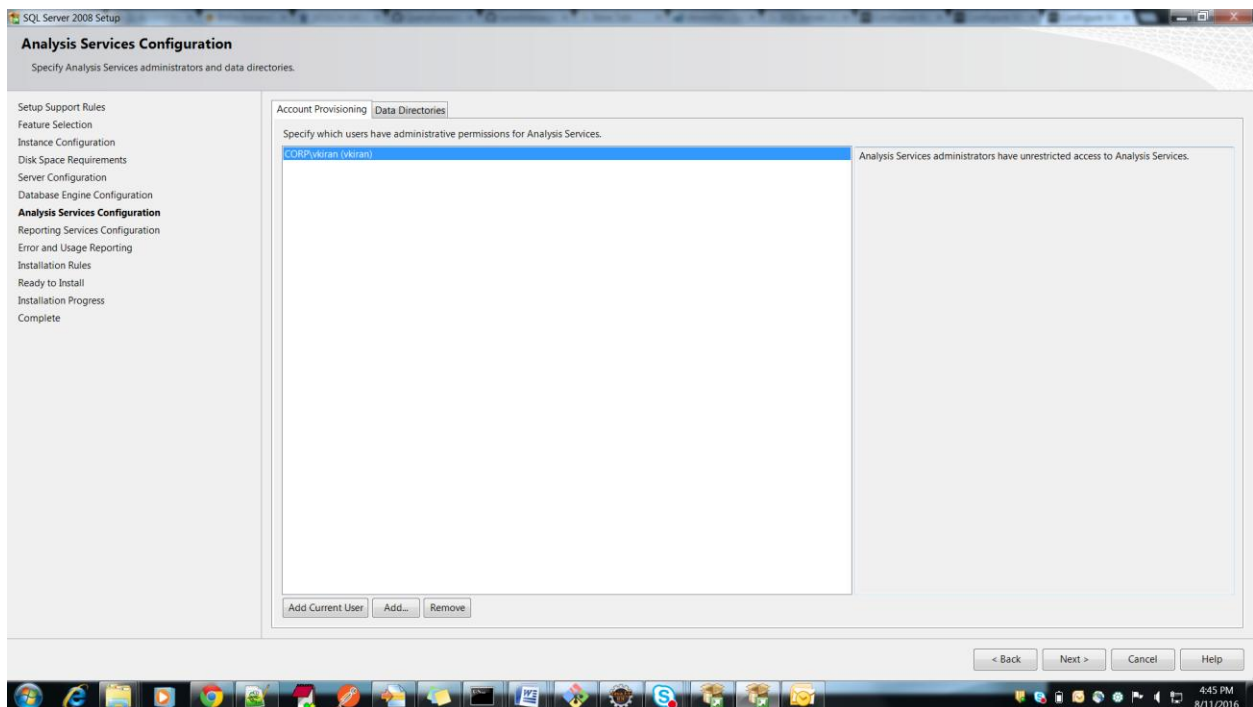 SQL Server 2008 Setup
Analysis Services Configuration
Specify Analysis Services administrators and data directories.
Setup Support Rules
Feature Selection
Instance Configuration
Disk Space Requirements
Server Configuration
Database Engine Configuration
Analysis Services Configuration
Reporting Services Configuration
Error and Usage Reporting
Installation Rules
Ready to Install
Installation Progress
Complete
Account Provisioning
Data Directories
Specify which users have administrative permissions for Analysis Services.
CORP\vkiran (vkiran)
Analysis Services administrators have unrestricted access to Analysis Services.
Add Current User
Add...
Remove
< Back
Next >
Cancel
Help
4:45 PM
8/11/2016